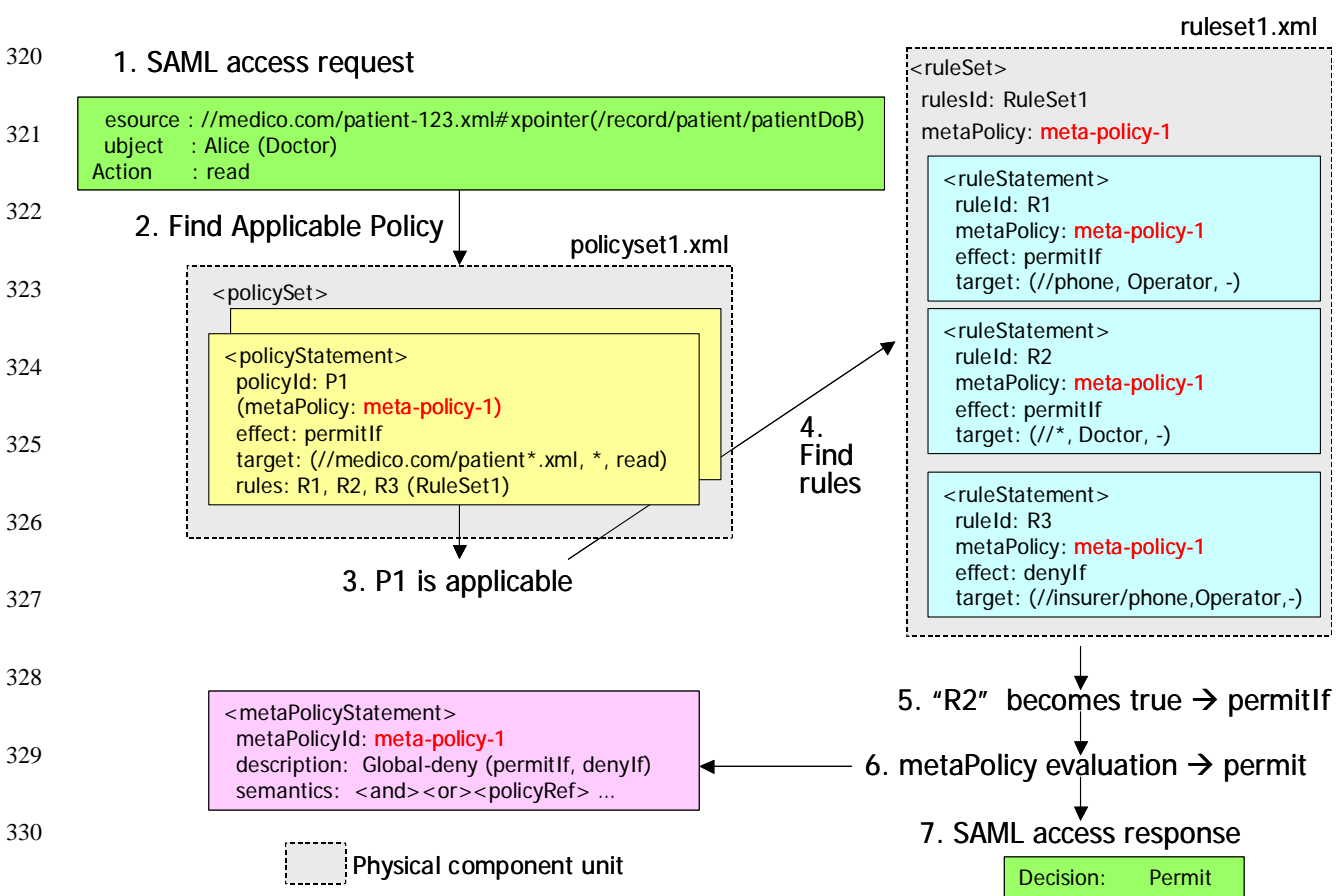 ruleset1.xml
320
1. SAML access request
<ruleSet>
rulesId: RuleSet1
metaPolicy: meta-policy-1
321
esource : //medico.com/patient-123.xml#xpointer(/record/patient/patientDoB)
ubject : Alice (Doctor)
Action : read
<ruleStatement>
ruleId: R1
metaPolicy: meta-policy-1
effect: permitIf
target: (//phone, Operator, -)
322
2. Find Applicable Policy
policyset1.xml
323
<policySet>
<ruleStatement>
ruleId: R2
metaPolicy: meta-policy-1
effect: permitIf
target: (//*, Doctor, -)
324
<policyStatement>
policyId: P1
(metaPolicy: meta-policy-1)
effect: permitIf
target: (//medico.com/patient*.xml, *, read)
rules: R1, R2, R3 (RuleSet1)
325
4.
Find
rules
<ruleStatement>
ruleId: R3
metaPolicy: meta-policy-1
effect: denyIf
target: (//insurer/phone,Operator,-)
326
3. P1 is applicable
327
328
5. “R2” becomes true → permitIf
<metaPolicyStatement>
metaPolicyId: meta-policy-1
description: Global-deny (permitIf, denyIf)
semantics: <and><or><policyRef> ...
329
6. metaPolicy evaluation → permit
330
7. SAML access response
Physical component unit
Decision: Permit